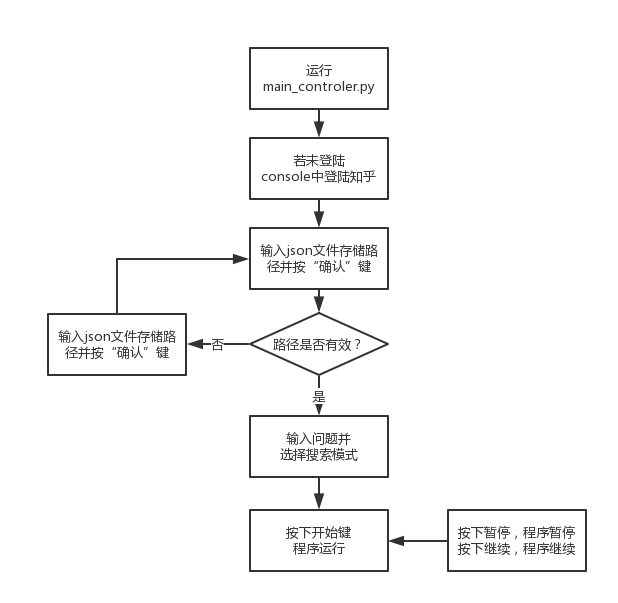 运行
main_controler.py
若未登陆
console中登陆知乎
输入json文件存储路
径并按“确认”键
输入json文件存储路
径并按“确认”键
否
路径是否有效？
是
输入问题并
选择搜索模式
按下开始键
程序运行
按下暂停，程序暂停
按下继续，程序继续